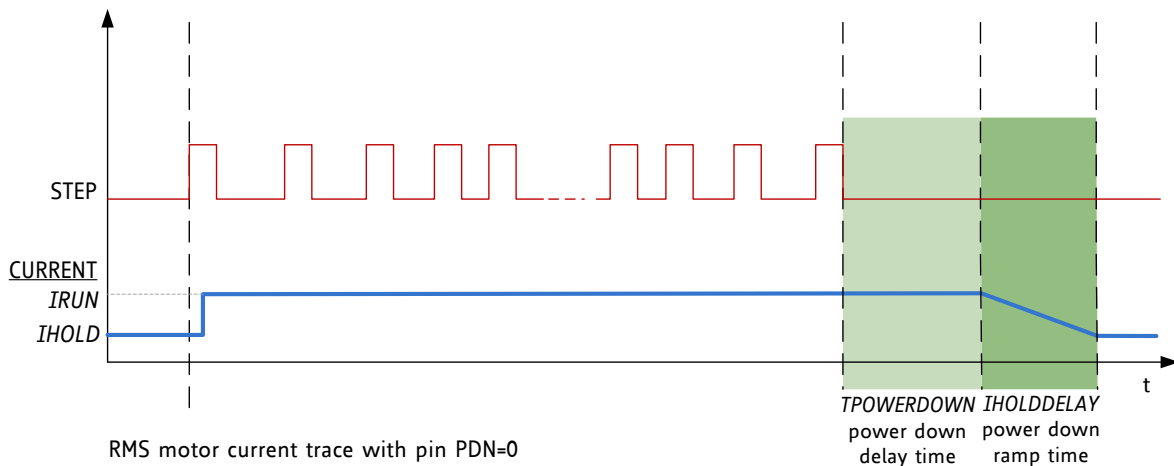 STEP
CURRENT
IRUN
IHOLD
t
TPOWERDOWN
power down
delay time
IHOLDDELAY
power down
ramp time
RMS motor current trace with pin PDN=0